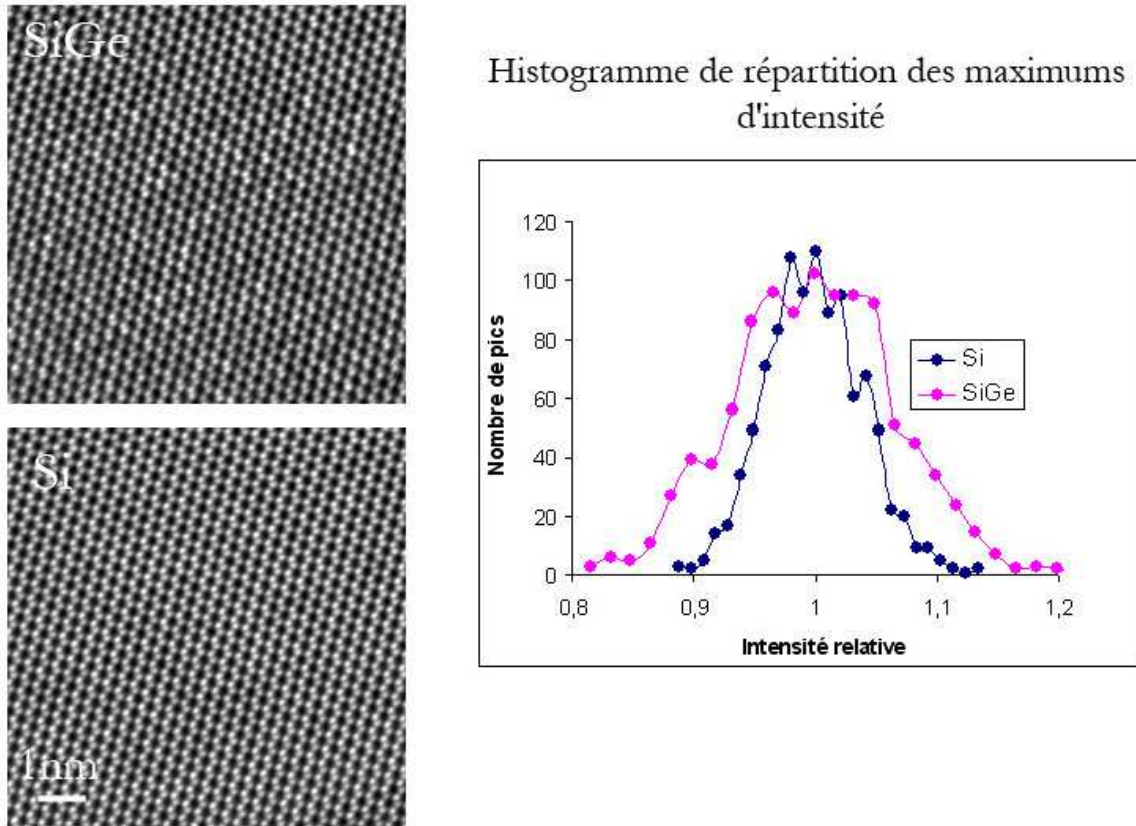 SiGe
Si
1nm
Histogramme de répartition des maximums
d'intensité
120
100
80
60
40
20
0
Nombre de pics
0,8
0,9
1
1,1
1,2
Intensité relative
Si
SiGe